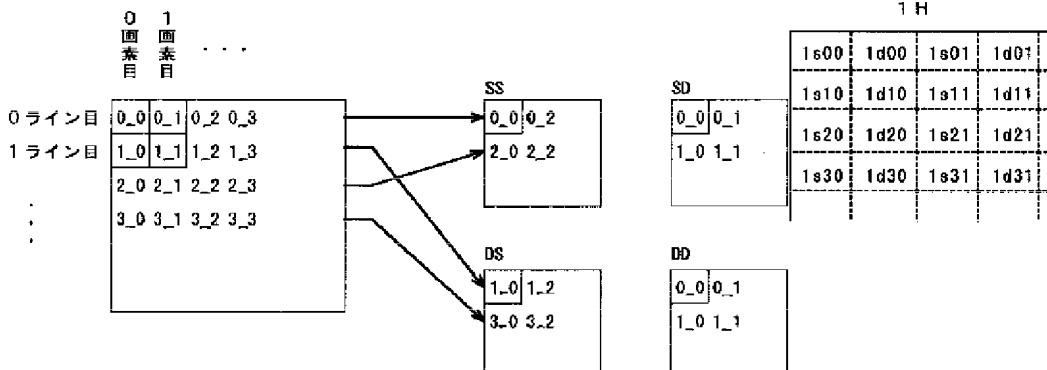 0画素目 1画素目 ・・・
0ライン目 0_0 0_1 0_2 0_3
1ライン目 1_0 1_1 1_2 1_3
2_0 2_1 2_2 2_3
3_0 3_1 3_2 3_3
SS
0_0 0_2
2_0 2_2
SD
0_0 0_1
1_0 1_1
DS
1_0 1_2
3_0 3_2
DD
0_0 0_1
1_0 1_1
1H
1s00 1d00 1s01 1d01
1s10 1d10 1s11 1d11
1s20 1d20 1s21 1d21
1s30 1d30 1s31 1d31